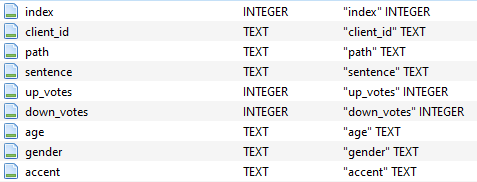 index INTEGER "index" INTEGER
client_id TEXT "client_id" TEXT
path TEXT "path" TEXT
sentence TEXT "sentence" TEXT
up_votes INTEGER "up_votes" INTEGER
down_votes INTEGER "down_votes" INTEGER
age TEXT "age" TEXT
gender TEXT "gender" TEXT
accent TEXT "accent" TEXT